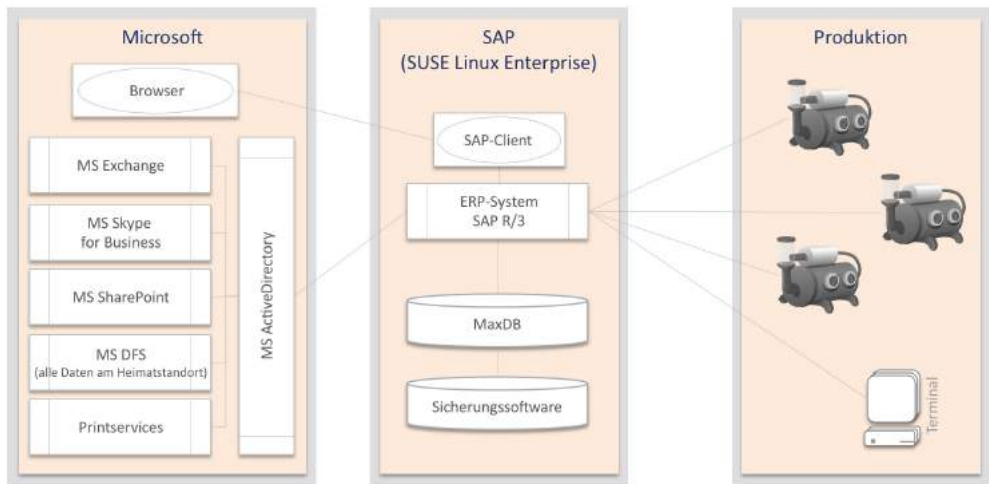 Microsoft
Browser
MS Exchange
MS Skype
for Business
MS SharePoint
MS DFS
(alle Daten am Heimatstandort)
Printservices
MS ActiveDirectory
SAP
(SUSE Linux Enterprise)
SAP-Client
ERP-System
SAP R/3
MaxDB
Sicherungssoftware
Produktion
Terminal